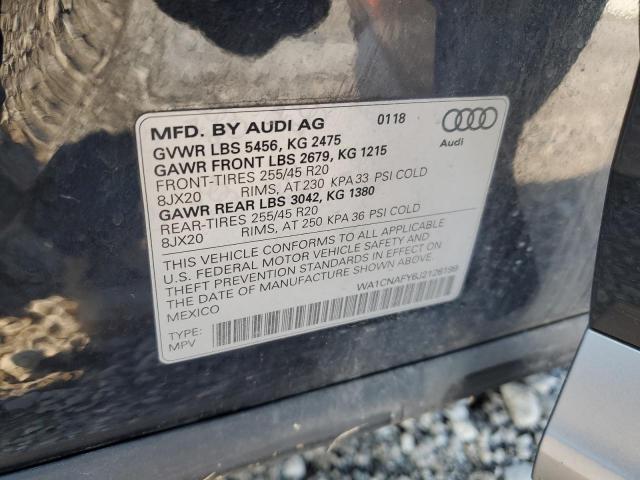 MFD. BY AUDI AG 0118
GVWR LBS 5456, KG 2475
GAWR FRONT LBS 2679, KG 1215
FRONT-TIRES 255/45 R20
8JX20 RIMS, AT 230 KPA 33 PSI COLD
GAWR REAR LBS 3042, KG 1380
REAR-TIRES 255/45 R20
8JX20 RIMS, AT 250 KPA 36 PSI COLD
Audi
THIS VEHICLE CONFORMS TO ALL APPLICABLE
U.S. FEDERAL MOTOR VEHICLE SAFETY AND
THEFT PREVENTION STANDARDS IN EFFECT ON
THE DATE OF MANUFACTURE SHOWN ABOVE.
MEXICO
WA1CNAFY6J2126199
TYPE:
MPV